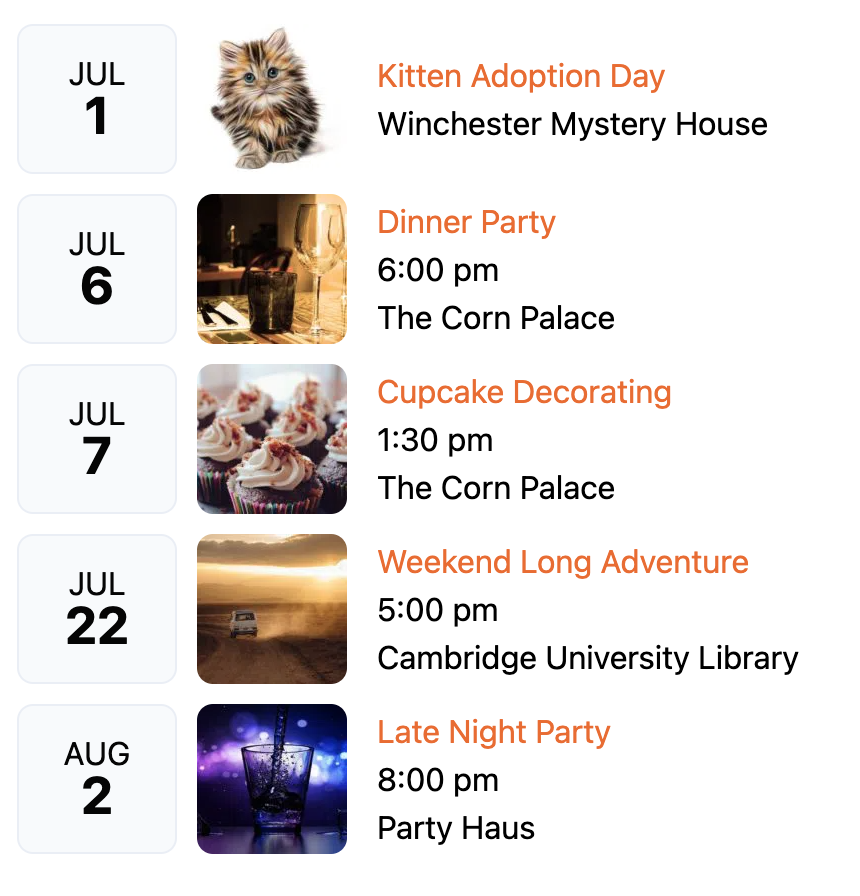 JUL
1
Kitten Adoption Day
Winchester Mystery House
JUL
6
Dinner Party
6:00 pm
The Corn Palace
JUL
7
Cupcake Decorating
1:30 pm
The Corn Palace
JUL
22
Weekend Long Adventure
5:00 pm
Cambridge University Library
AUG
2
Late Night Party
8:00 pm
Party Haus